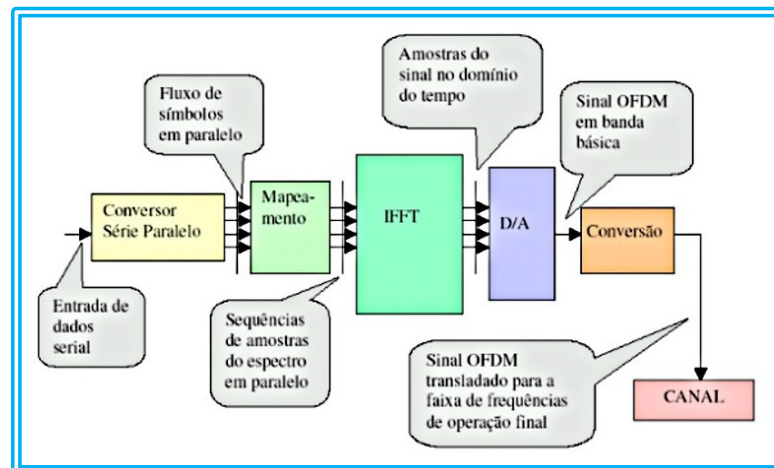 Amostras do
sinal no domínio
do tempo
Fluxo de
símbolos
em paralelo
Sinal OFDM
em banda
básica
Conversor
Série Paralelo
Mapea-
mento
IFFT
D/A
Conversão
Entrada de
dados
serial
Sequências
de amostras
do espectro
em paralelo
Sinal OFDM
transladado para a
faixa de frequências
de operação final
CANAL